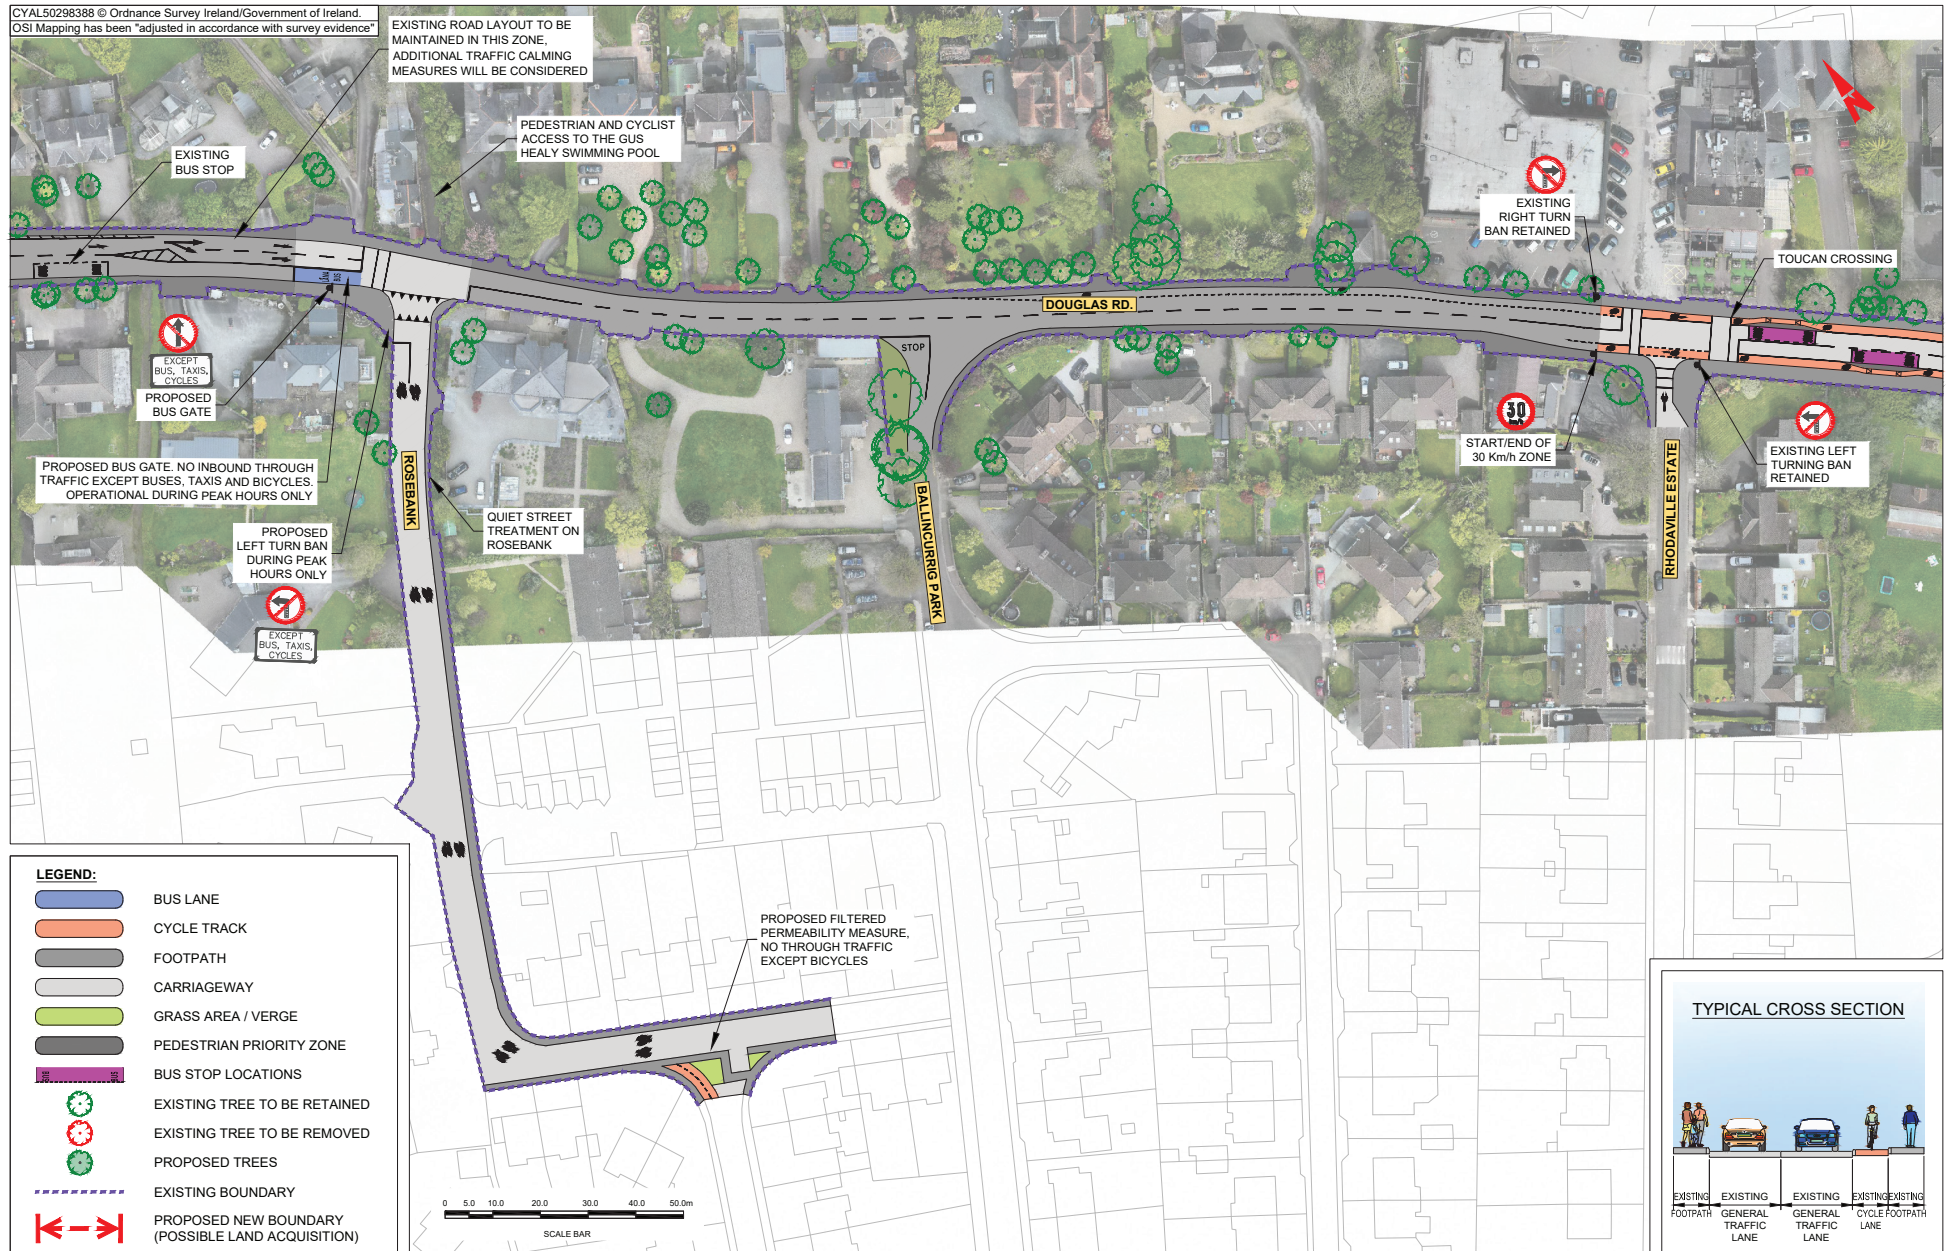 CYAL50298388 © Ordnance Survey Ireland/Government of Ireland.
OSI Mapping has been "adjusted in accordance with survey evidence"
EXISTING ROAD LAYOUT TO BE
MAINTAINED IN THIS ZONE,
ADDITIONAL TRAFFIC CALMING
MEASURES WILL BE CONSIDERED
PEDESTRIAN AND CYCLIST
ACCESS TO THE GUS
HEALY SWIMMING POOL
EXISTING
BUS STOP
EXISTING
RIGHT TURN
BAN RETAINED
TOUCAN CROSSING
DOUGLAS RD.
STOP
EXCEPT
BUS, TAXIS,
CYCLES
PROPOSED
BUS GATE
BUS
PROPOSED BUS GATE. NO INBOUND THROUGH
TRAFFIC EXCEPT BUSES, TAXIS AND BICYCLES.
OPERATIONAL DURING PEAK HOURS ONLY
ROSEBANK
QUIET STREET
TREATMENT ON
ROSEBANK
PROPOSED
LEFT TURN BAN
DURING PEAK
HOURS ONLY
EXCEPT
BUS, TAXIS,
CYCLES
BALLINCURRIG PARK
30
km/h
START/END OF
30 Km/h ZONE
RHODAVILLE ESTATE
EXISTING LEFT
TURNING BAN
RETAINED
PROPOSED FILTERED
PERMEABILITY MEASURE,
NO THROUGH TRAFFIC
EXCEPT BICYCLES
LEGEND:
BUS LANE
CYCLE TRACK
FOOTPATH
CARRIAGEWAY
GRASS AREA / VERGE
PEDESTRIAN PRIORITY ZONE
BUS BUS
BUS STOP LOCATIONS
EXISTING TREE TO BE RETAINED
EXISTING TREE TO BE REMOVED
PROPOSED TREES
EXISTING BOUNDARY
PROPOSED NEW BOUNDARY
(POSSIBLE LAND ACQUISITION)
0 5.0 10.0 20.0 30.0 40.0 50.0m
SCALE BAR
TYPICAL CROSS SECTION
EXISTING
FOOTPATH
EXISTING
GENERAL
TRAFFIC
LANE
EXISTING
GENERAL
TRAFFIC
LANE
EXISTING
CYCLE
LANE
EXISTING
FOOTPATH
N